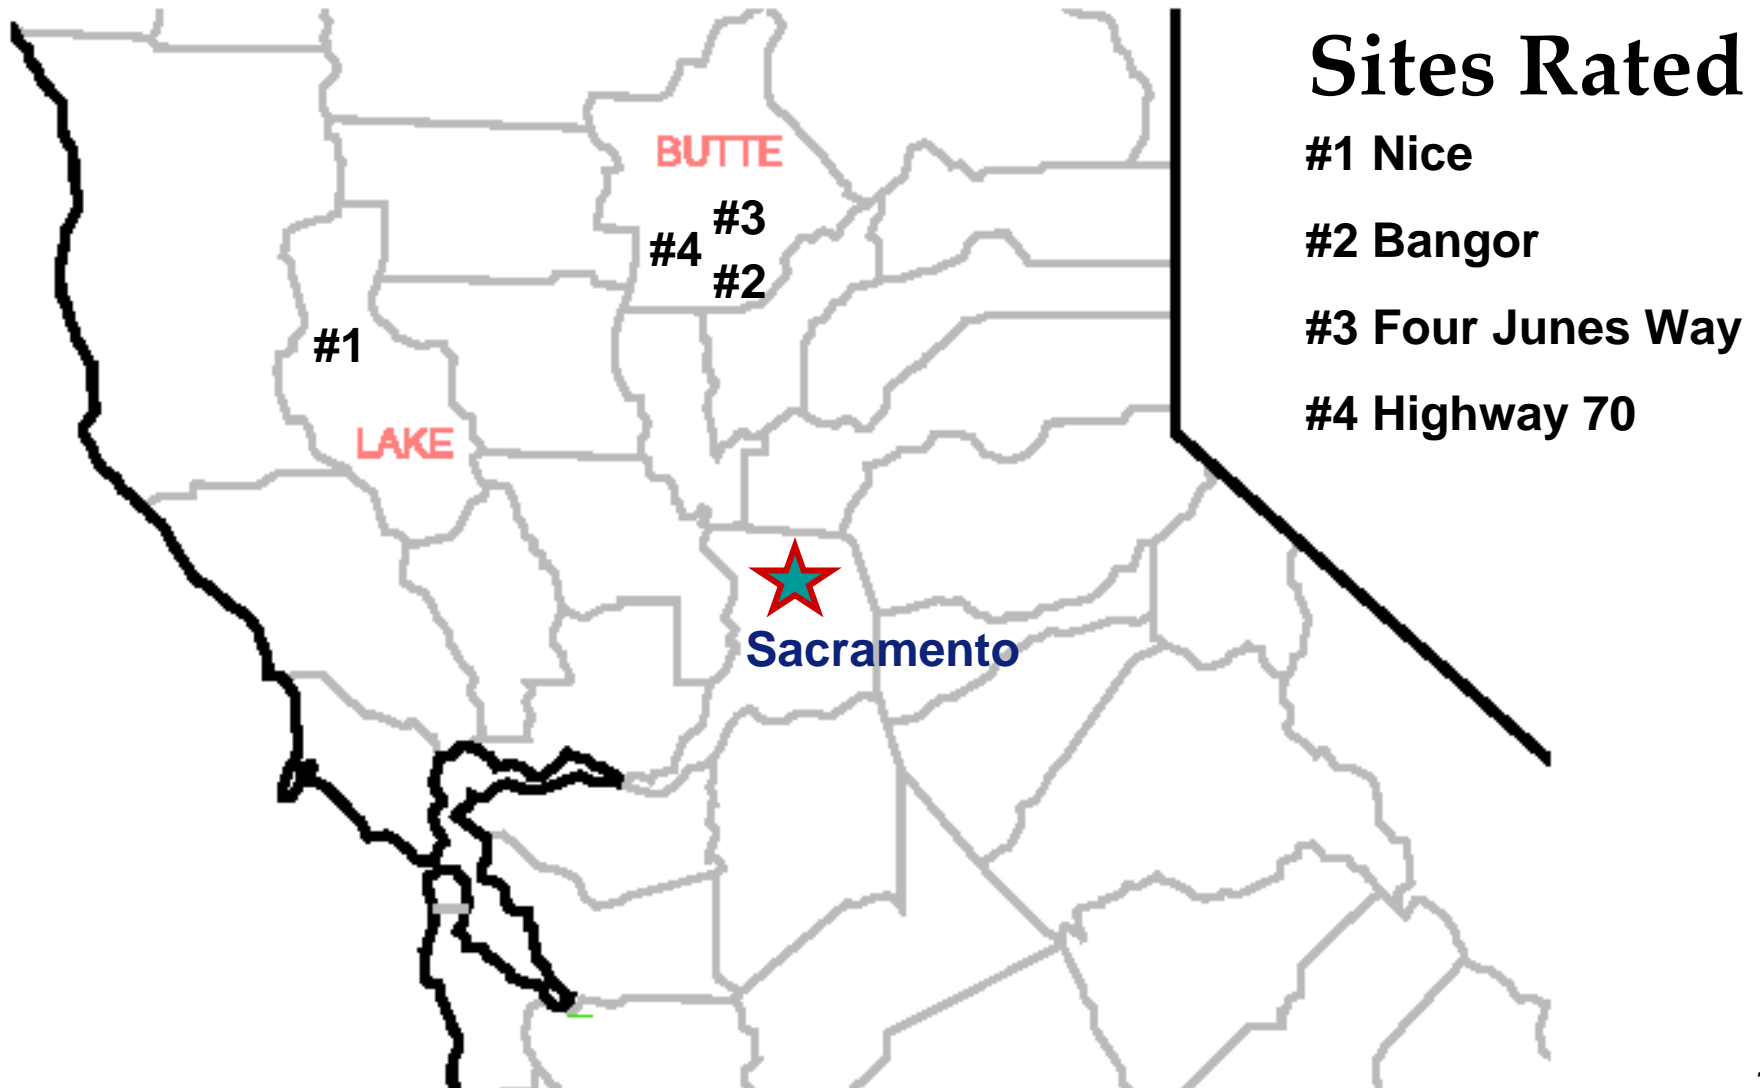 Sites Rated
#1 Nice
#2 Bangor
#3 Four Junes Way
#4 Highway 70
BUTTE
#3
#4
#2
#1
LAKE
Sacramento